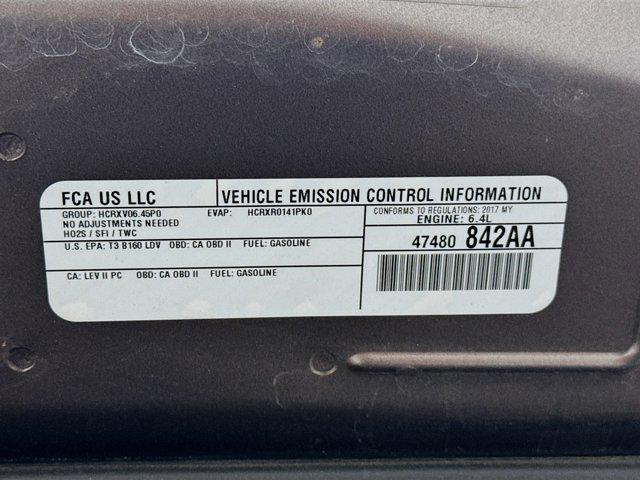 FCA US LLC VEHICLE EMISSION CONTROL INFORMATION
GROUP: HCRXV06.45P0 EVAP: HCRXR0141PK0 CONFORMS TO REGULATIONS: 2017 MY
NO ADJUSTMENTS NEEDED ENGINE: 6.4L
HO2S / SFI / TWC
47480 842AA
U.S. EPA: T3 B160 LDV OBD: CA OBD II FUEL: GASOLINE
CA: LEV II PC OBD: CA OBD II FUEL: GASOLINE